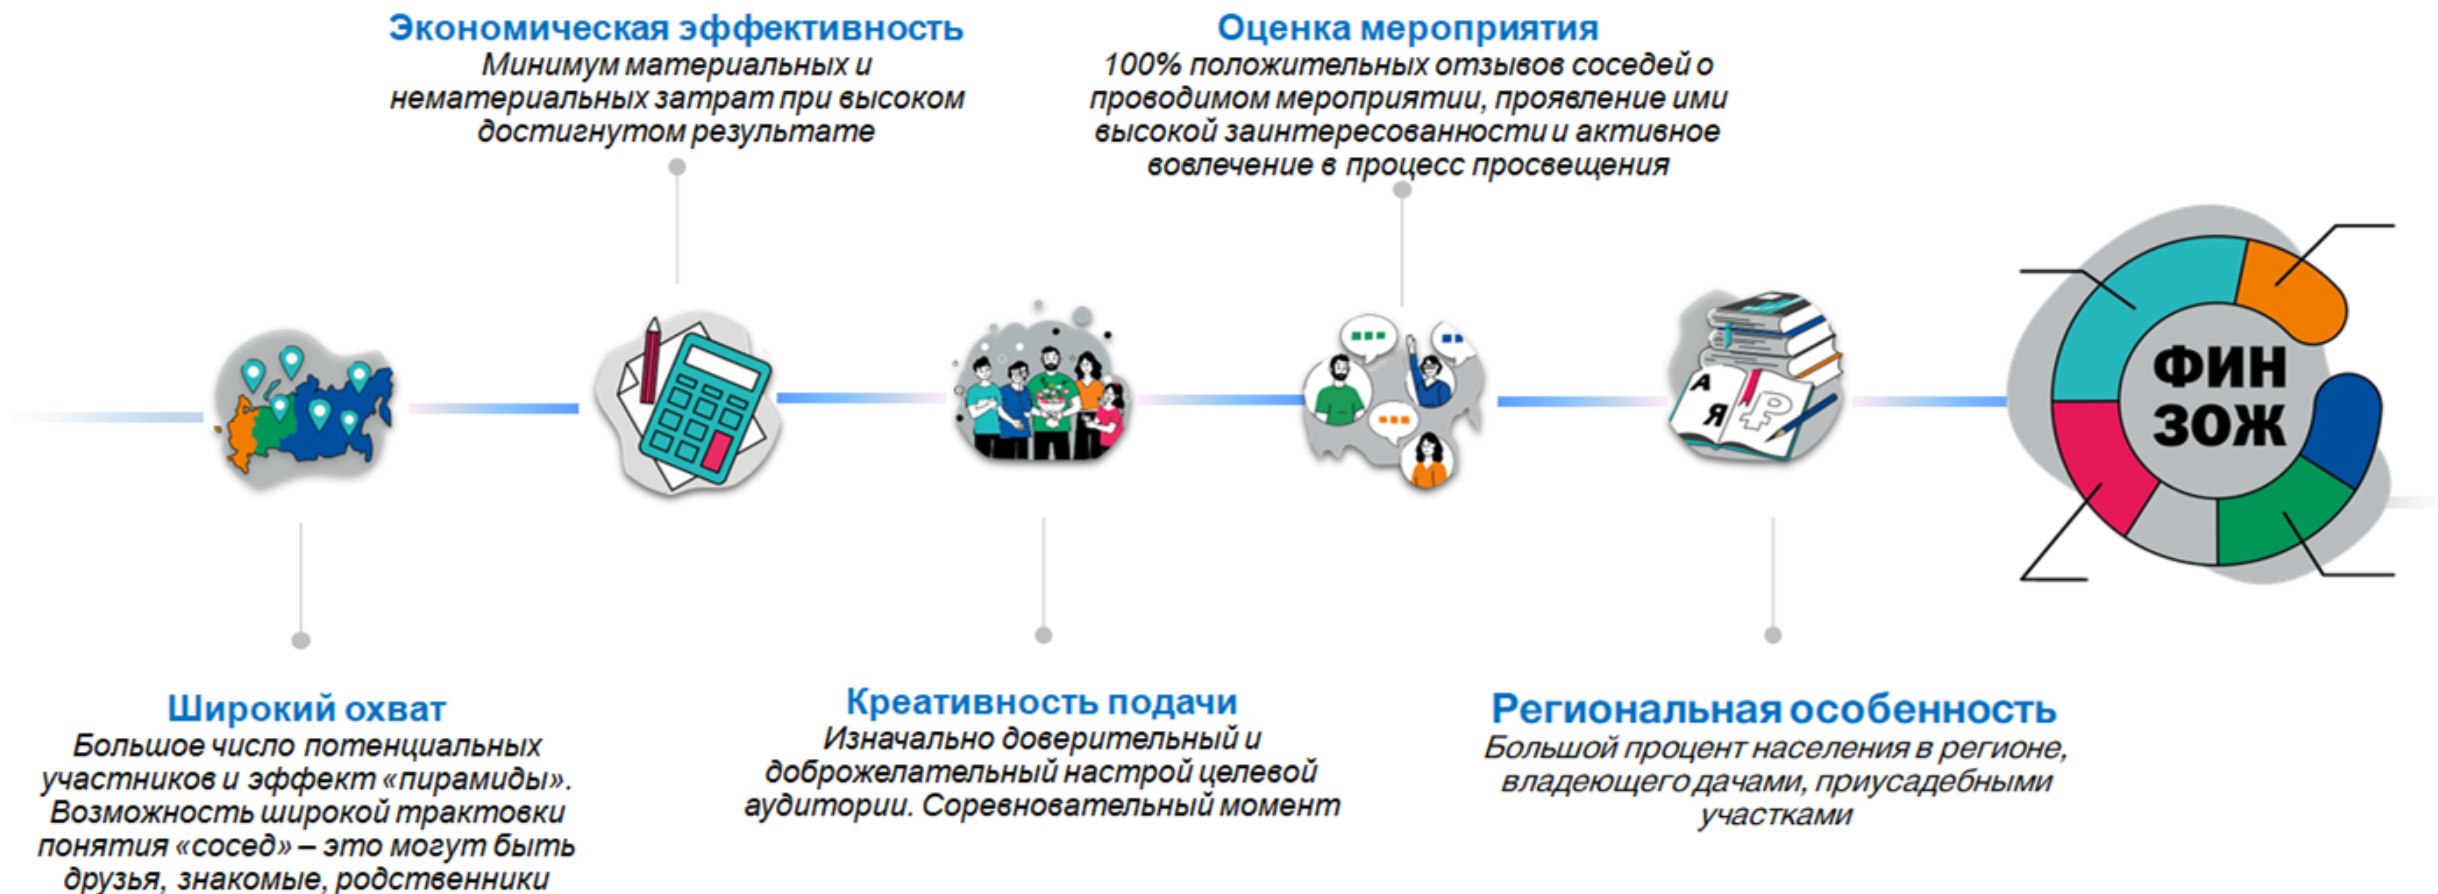 Экономическая эффективность
Минимум материальных и
нематериальных затрат при высоком
достигнутом результате
Оценка мероприятия
100% положительных отзывов соседей о
проводимом мероприятии, проявление ими
высокой заинтересованности и активное
вовлечение в процесс просвещения
А
Я
ФИН
ЗОЖ
Широкий охват
Большое число потенциальных
участников и эффект «пирамиды».
Возможность широкой трактовки
понятия «сосед» – это могут быть
друзья, знакомые, родственники
Креативность подачи
Изначально доверительный и
доброжелательный настрой целевой
аудитории. Соревновательный момент
Региональная особенность
Большой процент населения в регионе,
владеющего дачами, приусадебными
участками